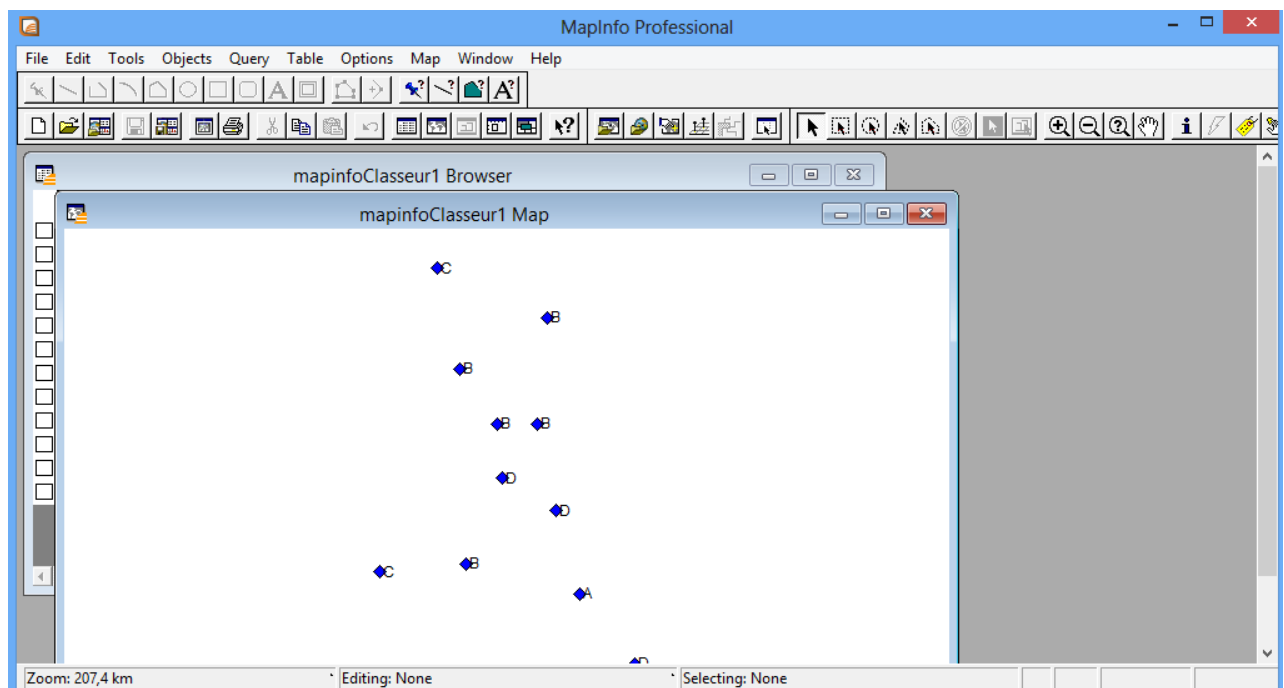 MapInfo Professional
File Edit Tools Objects Query Table Options Map Window Help
mapinfoClasseur1 Browser
mapinfoClasseur1 Map
C
B
B
B B
D
D
B
C
A
D
Zoom: 207,4 km Editing: None Selecting: None